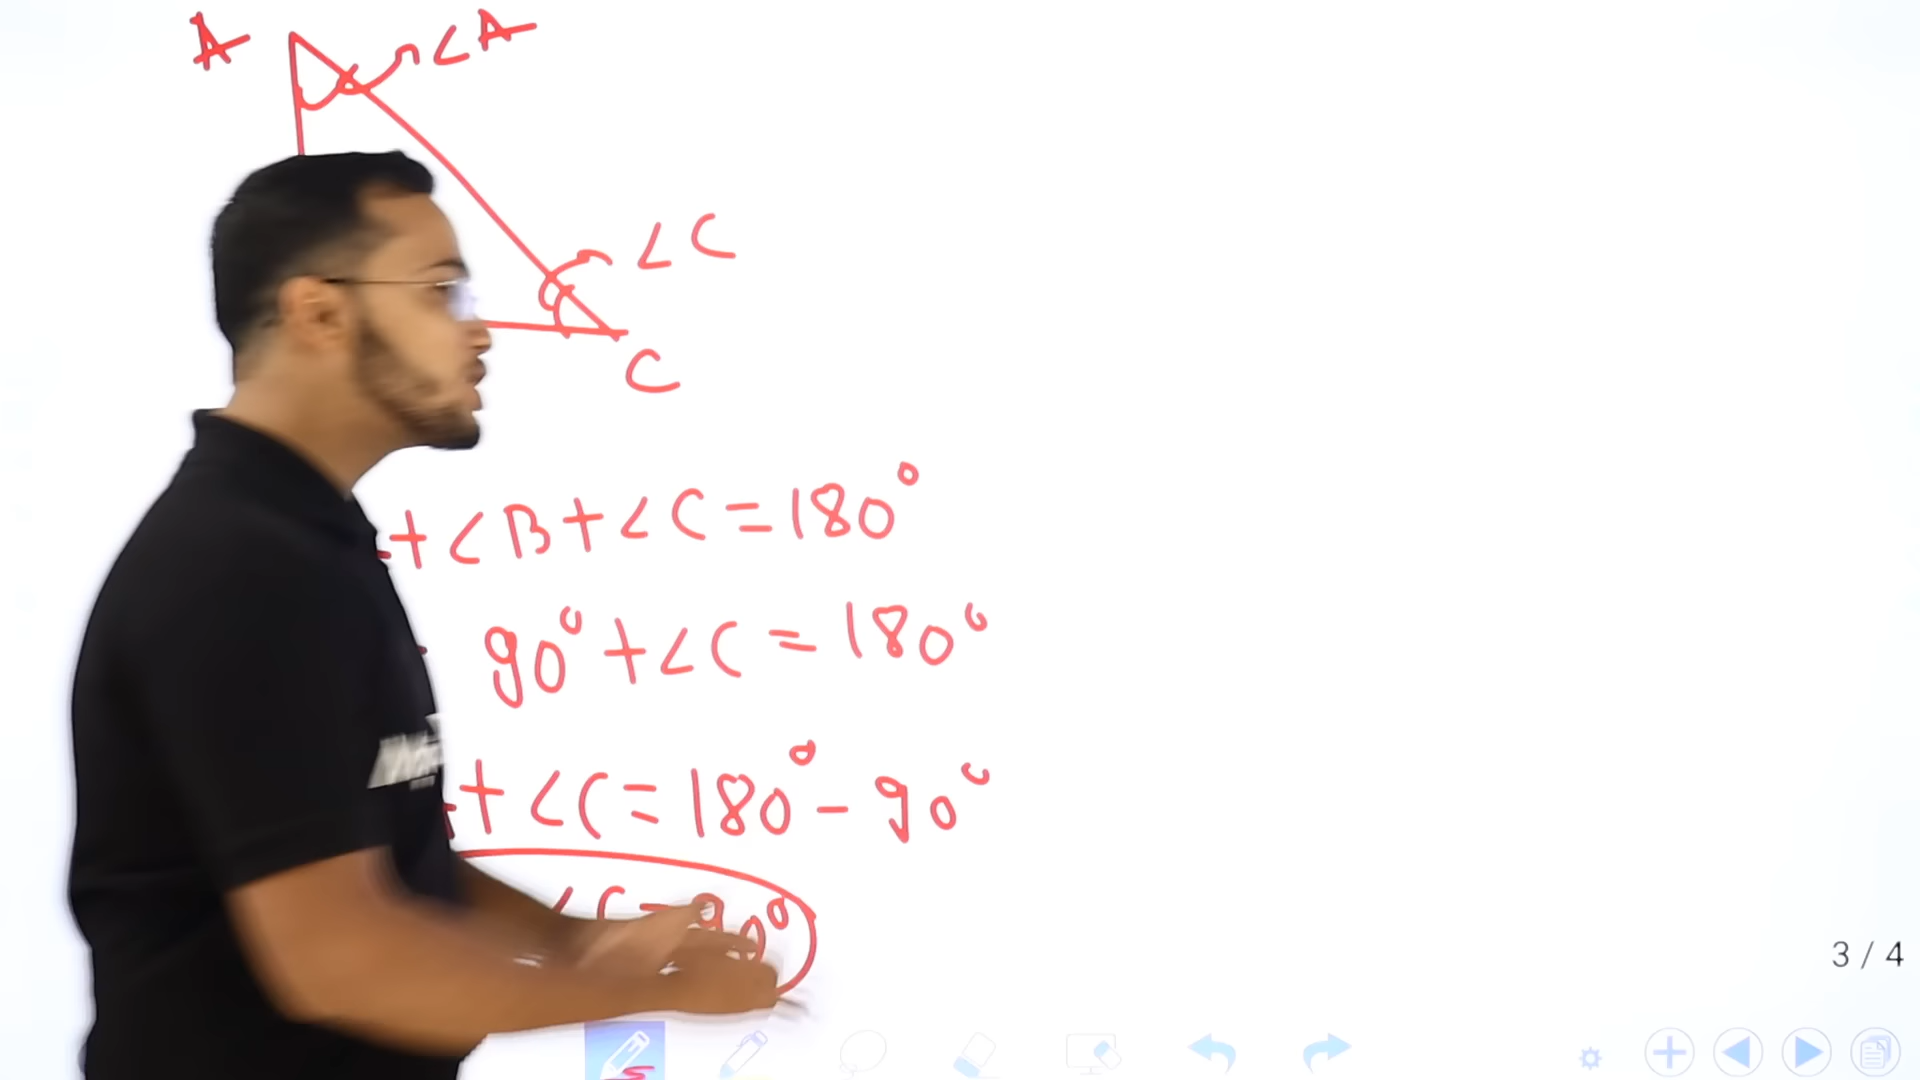 A
∠A
∠C
C
+ ∠B + ∠C = 180°
90° + ∠C = 180°
+ ∠C = 180° - 90°
∠C = 90°
3 / 4